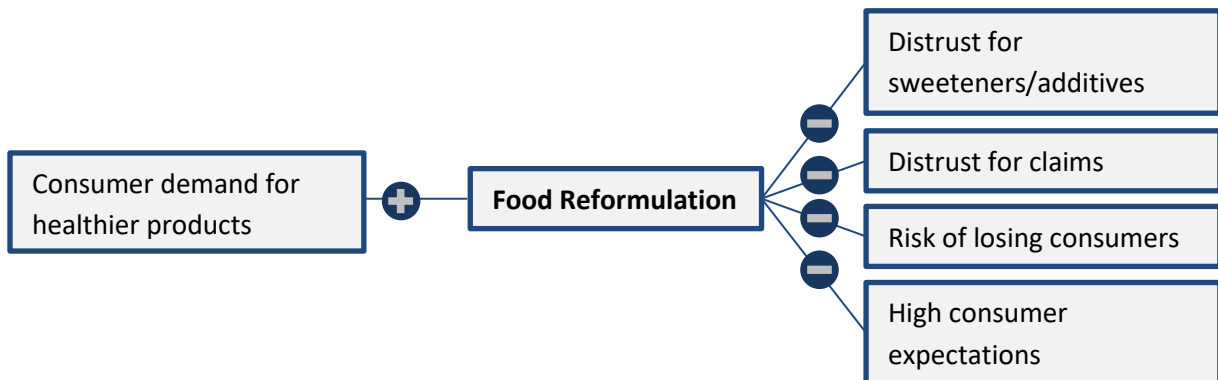 Consumer demand for
healthier products
Food Reformulation
Distrust for
sweeteners/additives
Distrust for claims
Risk of losing consumers
High consumer
expectations